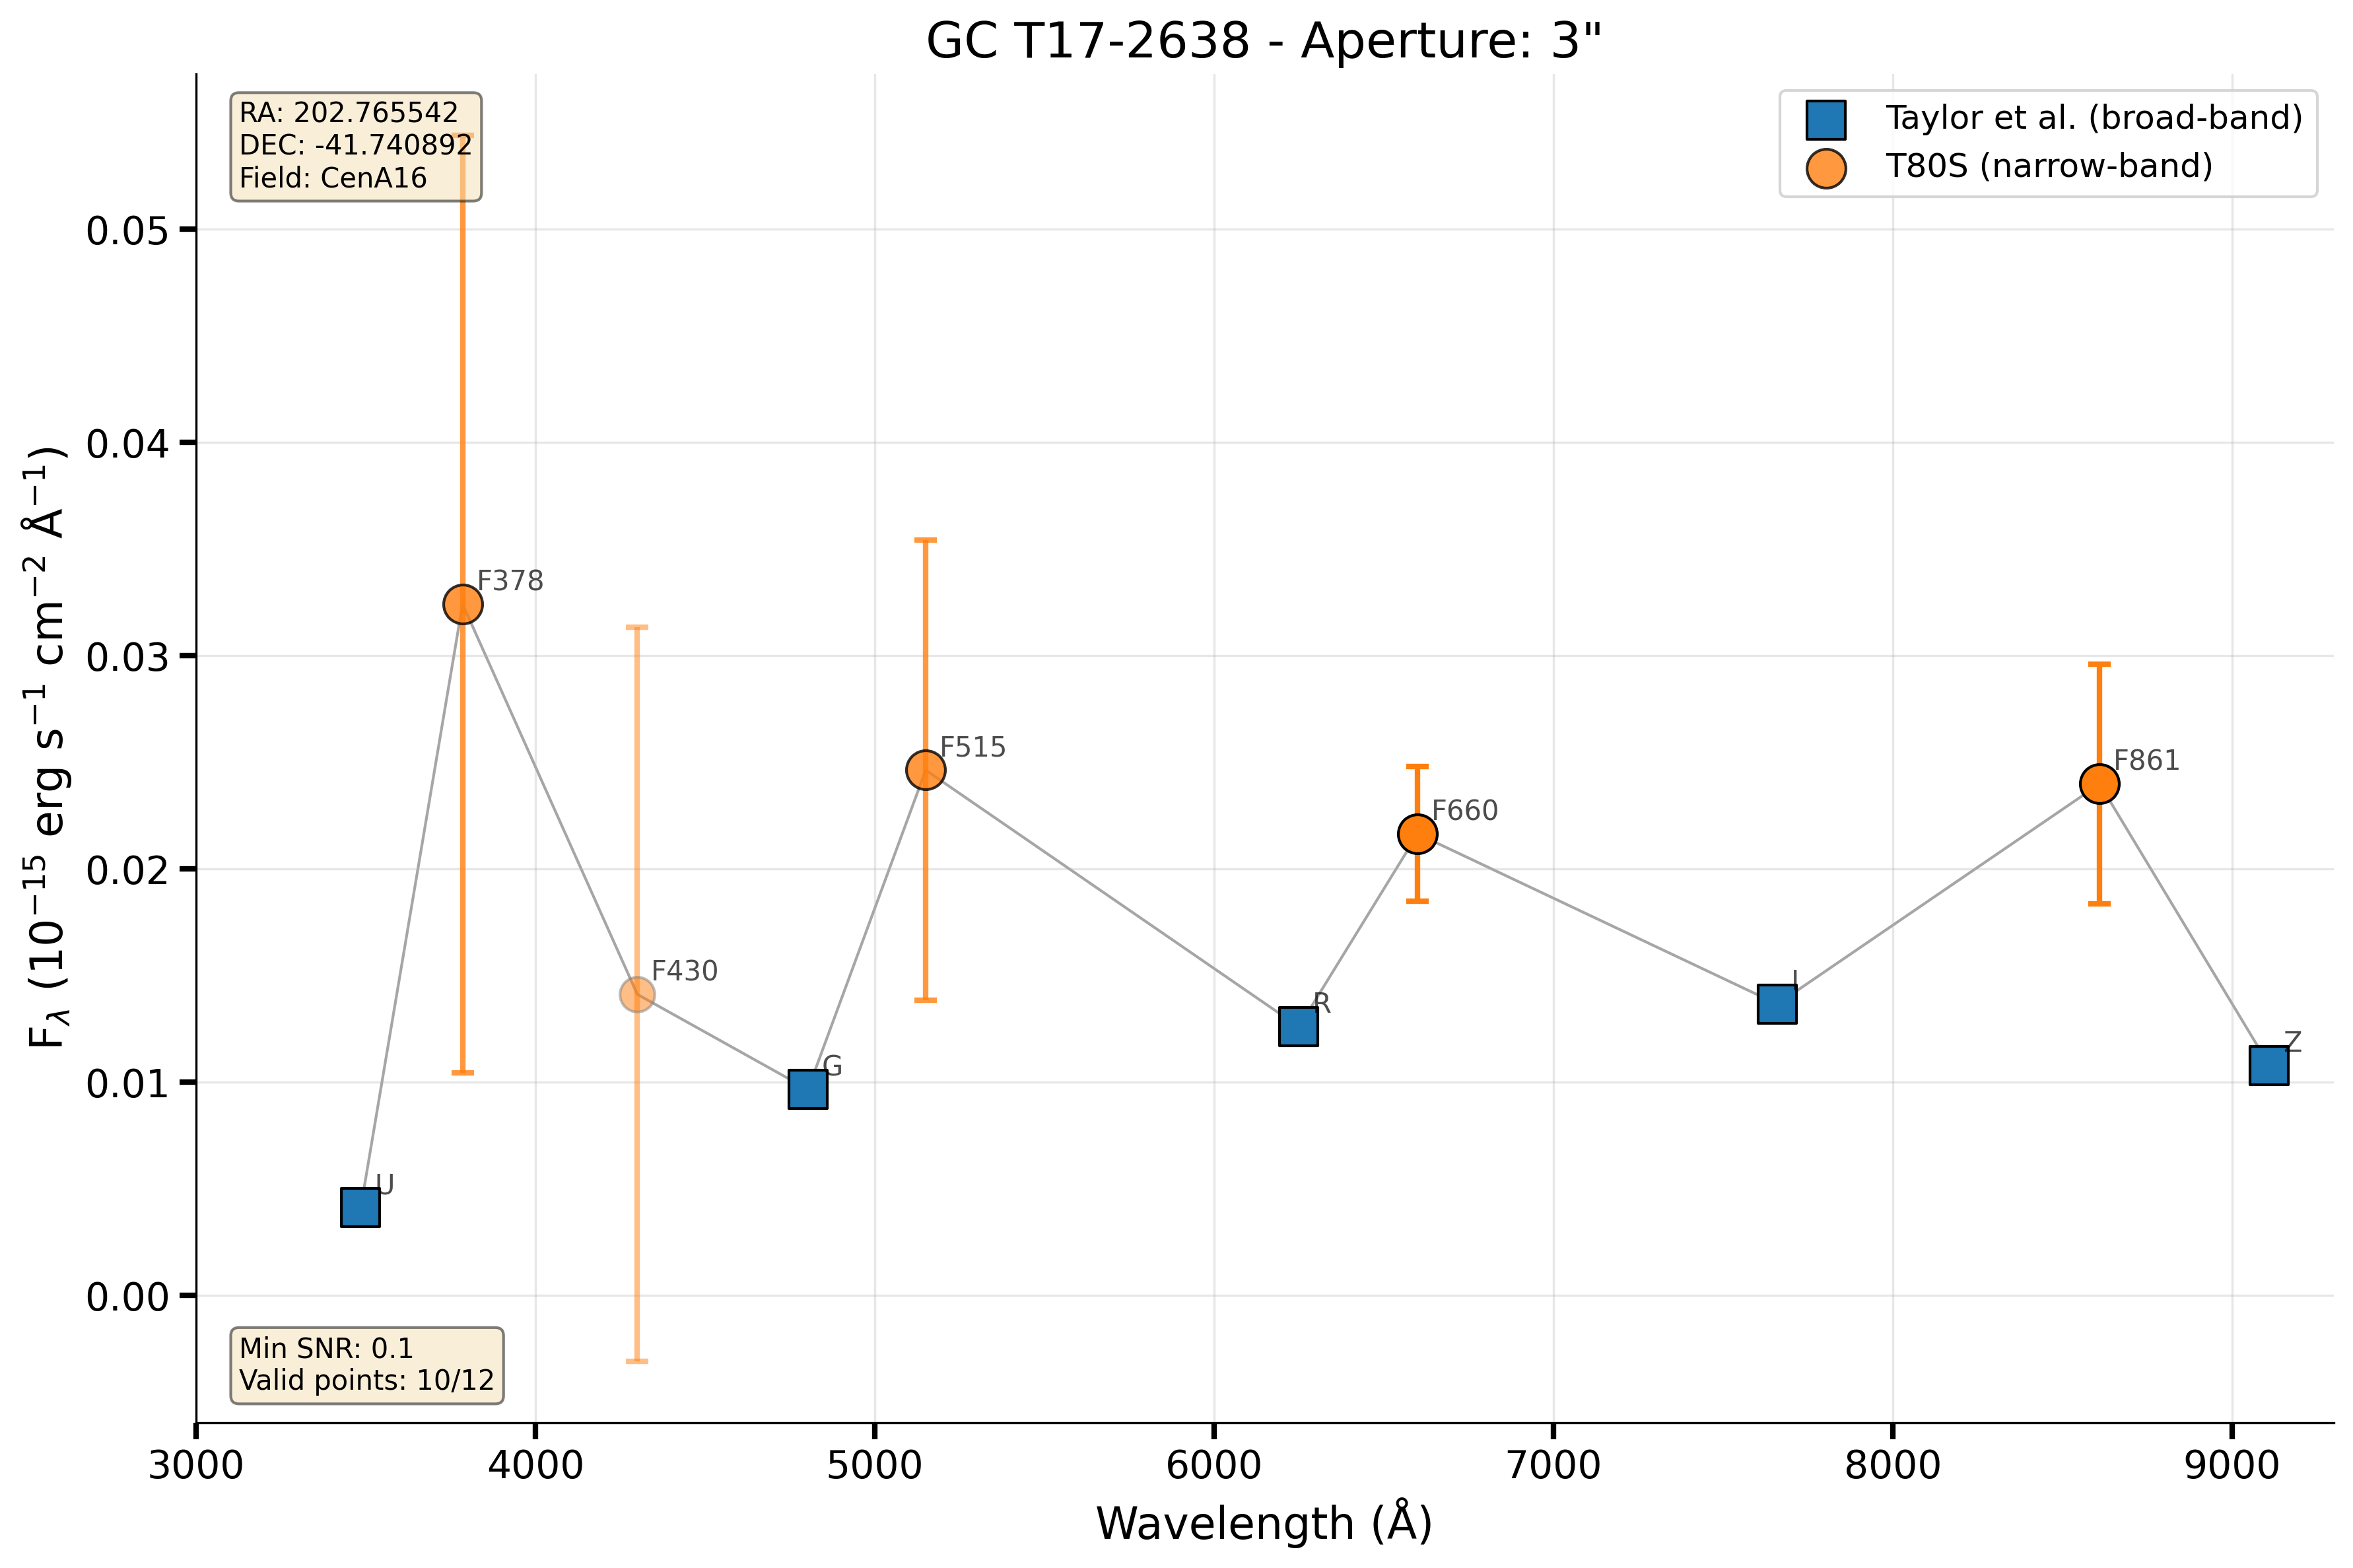 GC T17-2638 - Aperture: 3"
RA: 202.765542
DEC: -41.740892
Field: CenA16
Taylor et al. (broad-band)
T80S (narrow-band)
F_λ (10⁻¹⁵ erg s⁻¹ cm⁻² Å⁻¹)
0.05
0.04
0.03
0.02
0.01
0.00
F378
F515
F861
F660
F430
I
R
G
Z
U
Min SNR: 0.1
Valid points: 10/12
3000 4000 5000 6000 7000 8000 9000
Wavelength (Å)